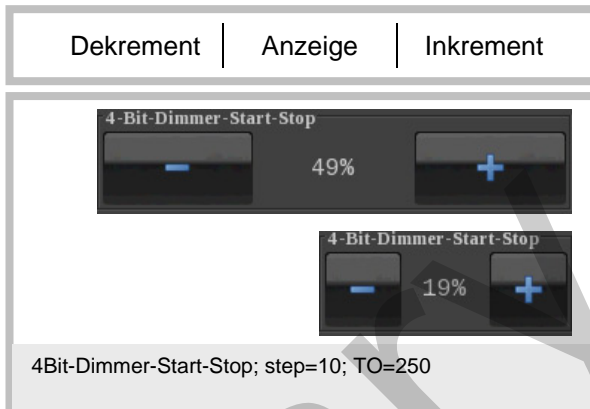 Dekrement Anzeige Inkrement
4-Bit-Dimmer-Start-Stop
- 49% +
4-Bit-Dimmer-Start-Stop
- 19% +
4Bit-Dimmer-Start-Stop; step=10; TO=250